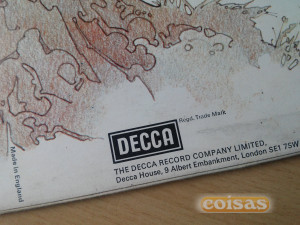 DECCA
Regd. Trade Mark
THE DECCA RECORD COMPANY LIMITED,
Decca House, 9 Albert Embankment, London SE1 7SW
Made in England
coisas